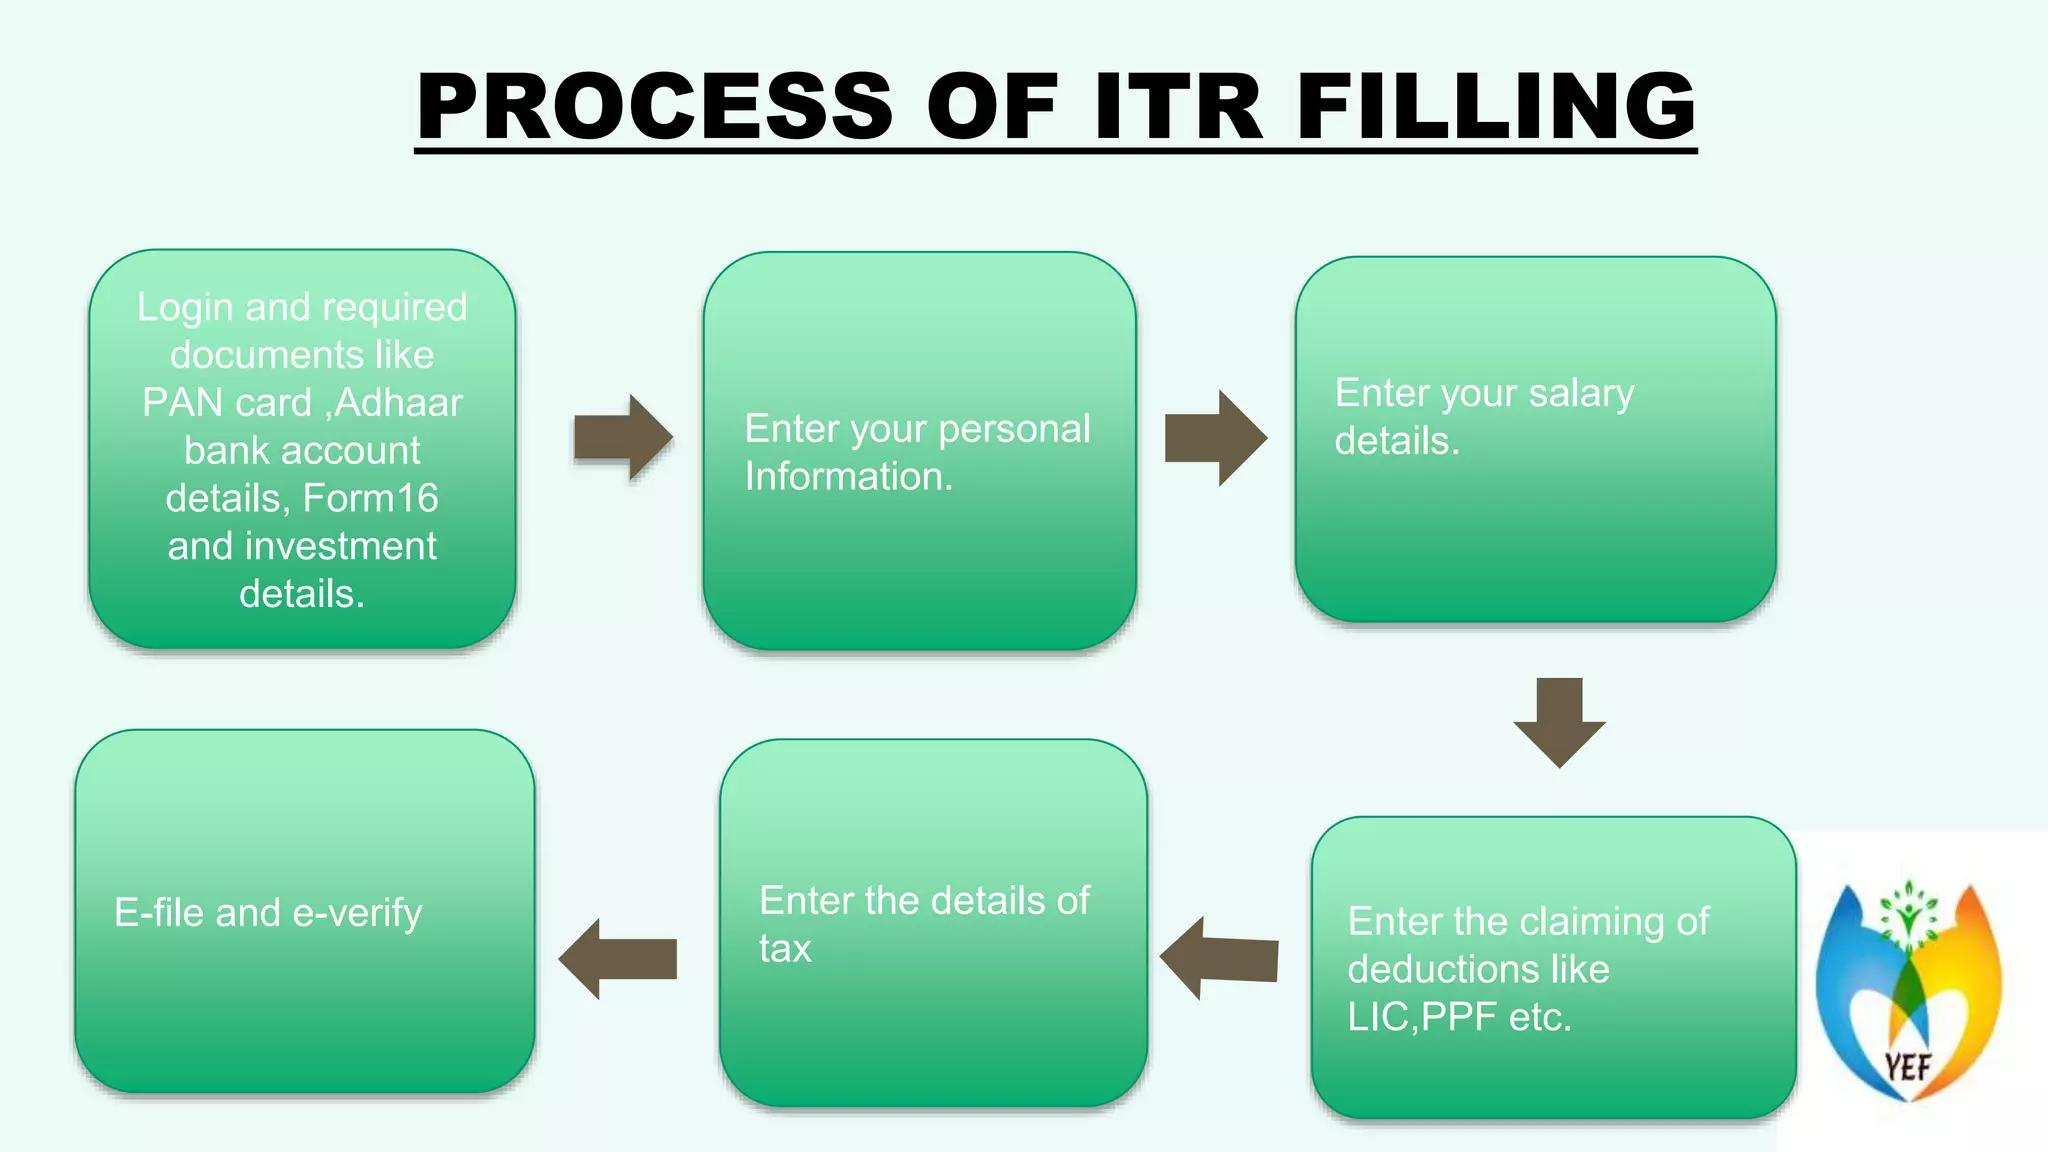 PROCESS OF ITR FILLING
Login and required
documents like
PAN card ,Adhaar
bank account
details, Form16
and investment
details.
Enter your personal
Information.
Enter your salary
details.
Enter the claiming of
deductions like
LIC,PPF etc.
Enter the details of
tax
E-file and e-verify
YEF